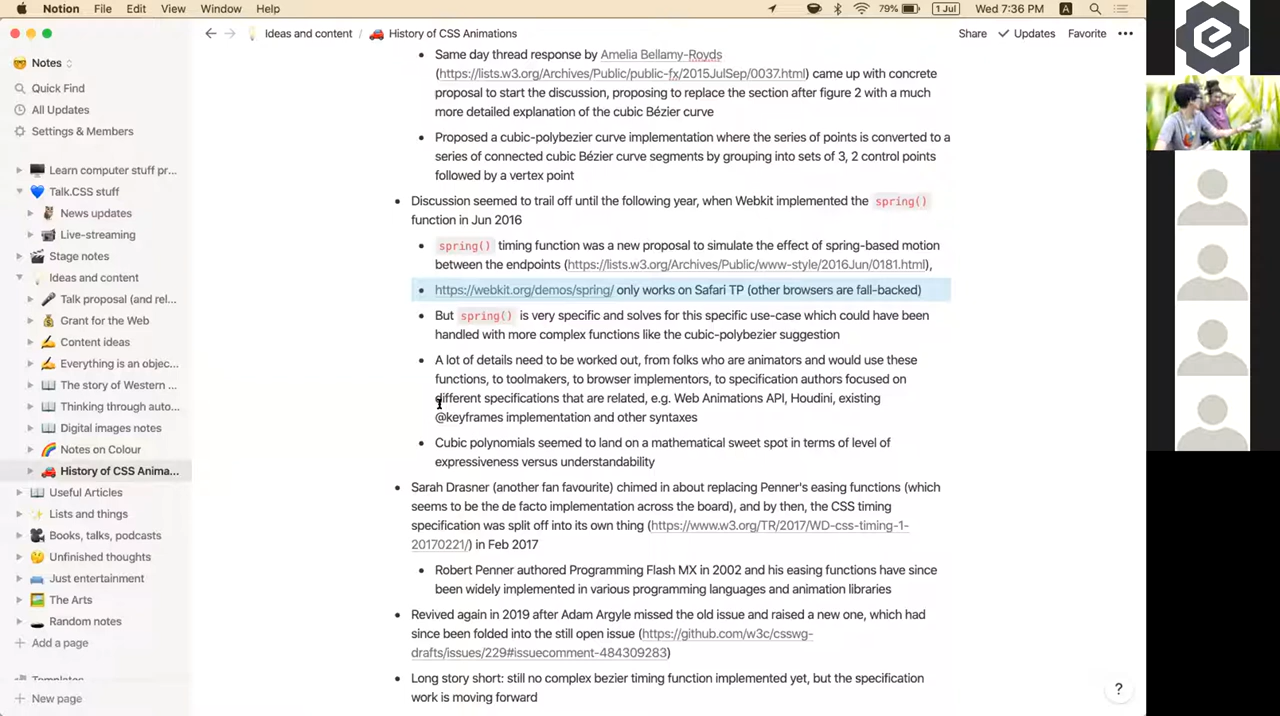 Notion File Edit View Window Help 79% 1 Jul Wed 7:36 PM A
Ideas and content / History of CSS Animations Share Updates Favorite
Notes
Quick Find
All Updates
Settings & Members
Learn computer stuff pr...
Talk.CSS stuff
News updates
Live-streaming
Stage notes
Ideas and content
Talk proposal (and rel...
Grant for the Web
Content ideas
Everything is an objec...
The story of Western ...
Thinking through auto...
Digital images notes
Notes on Colour
History of CSS Anima...
Useful Articles
Lists and things
Books, talks, podcasts
Unfinished thoughts
Just entertainment
The Arts
Random notes
Add a page
Templates
New page
Same day thread response by Amelia Bellamy-Royds
(https://lists.w3.org/Archives/Public/public-fx/2015JulSep/0037.html) came up with concrete
proposal to start the discussion, proposing to replace the section after figure 2 with a much
more detailed explanation of the cubic Bézier curve
Proposed a cubic-polybezier curve implementation where the series of points is converted to a
series of connected cubic Bézier curve segments by grouping into sets of 3, 2 control points
followed by a vertex point
Discussion seemed to trail off until the following year, when Webkit implemented the spring()
function in Jun 2016
spring() timing function was a new proposal to simulate the effect of spring-based motion
between the endpoints (https://lists.w3.org/Archives/Public/www-style/2016Jun/0181.html),
https://webkit.org/demos/spring/ only works on Safari TP (other browsers are fall-backed)
But spring() is very specific and solves for this specific use-case which could have been
handled with more complex functions like the cubic-polybezier suggestion
A lot of details need to be worked out, from folks who are animators and would use these
functions, to toolmakers, to browser implementors, to specification authors focused on
different specifications that are related, e.g. Web Animations API, Houdini, existing
@keyframes implementation and other syntaxes
Cubic polynomials seemed to land on a mathematical sweet spot in terms of level of
expressiveness versus understandability
Sarah Drasner (another fan favourite) chimed in about replacing Penner's easing functions (which
seems to be the de facto implementation across the board), and by then, the CSS timing
specification was split off into its own thing (https://www.w3.org/TR/2017/WD-css-timing-1-
20170221/) in Feb 2017
Robert Penner authored Programming Flash MX in 2002 and his easing functions have since
been widely implemented in various programming languages and animation libraries
Revived again in 2019 after Adam Argyle missed the old issue and raised a new one, which had
since been folded into the still open issue (https://github.com/w3c/csswg-
drafts/issues/229#issuecomment-484309283)
Long story short: still no complex bezier timing function implemented yet, but the specification
work is moving forward
?